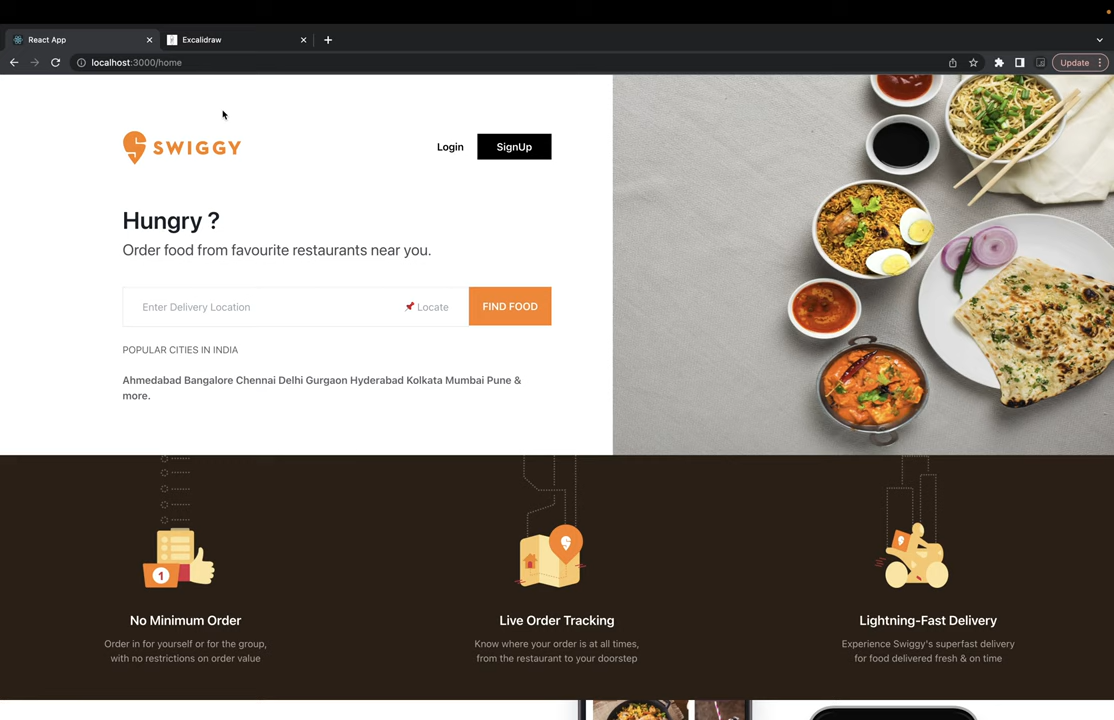 React App
Excalidraw
localhost:3000/home
Update
SWIGGY
Login
SignUp
Hungry ?
Order food from favourite restaurants near you.
Enter Delivery Location
Locate
FIND FOOD
POPULAR CITIES IN INDIA
Ahmedabad Bangalore Chennai Delhi Gurgaon Hyderabad Kolkata Mumbai Pune &
more.
1
No Minimum Order
Order in for yourself or for the group,
with no restrictions on order value
Live Order Tracking
Know where your order is at all times,
from the restaurant to your doorstep
Lightning-Fast Delivery
Experience Swiggy's superfast delivery
for food delivered fresh & on time